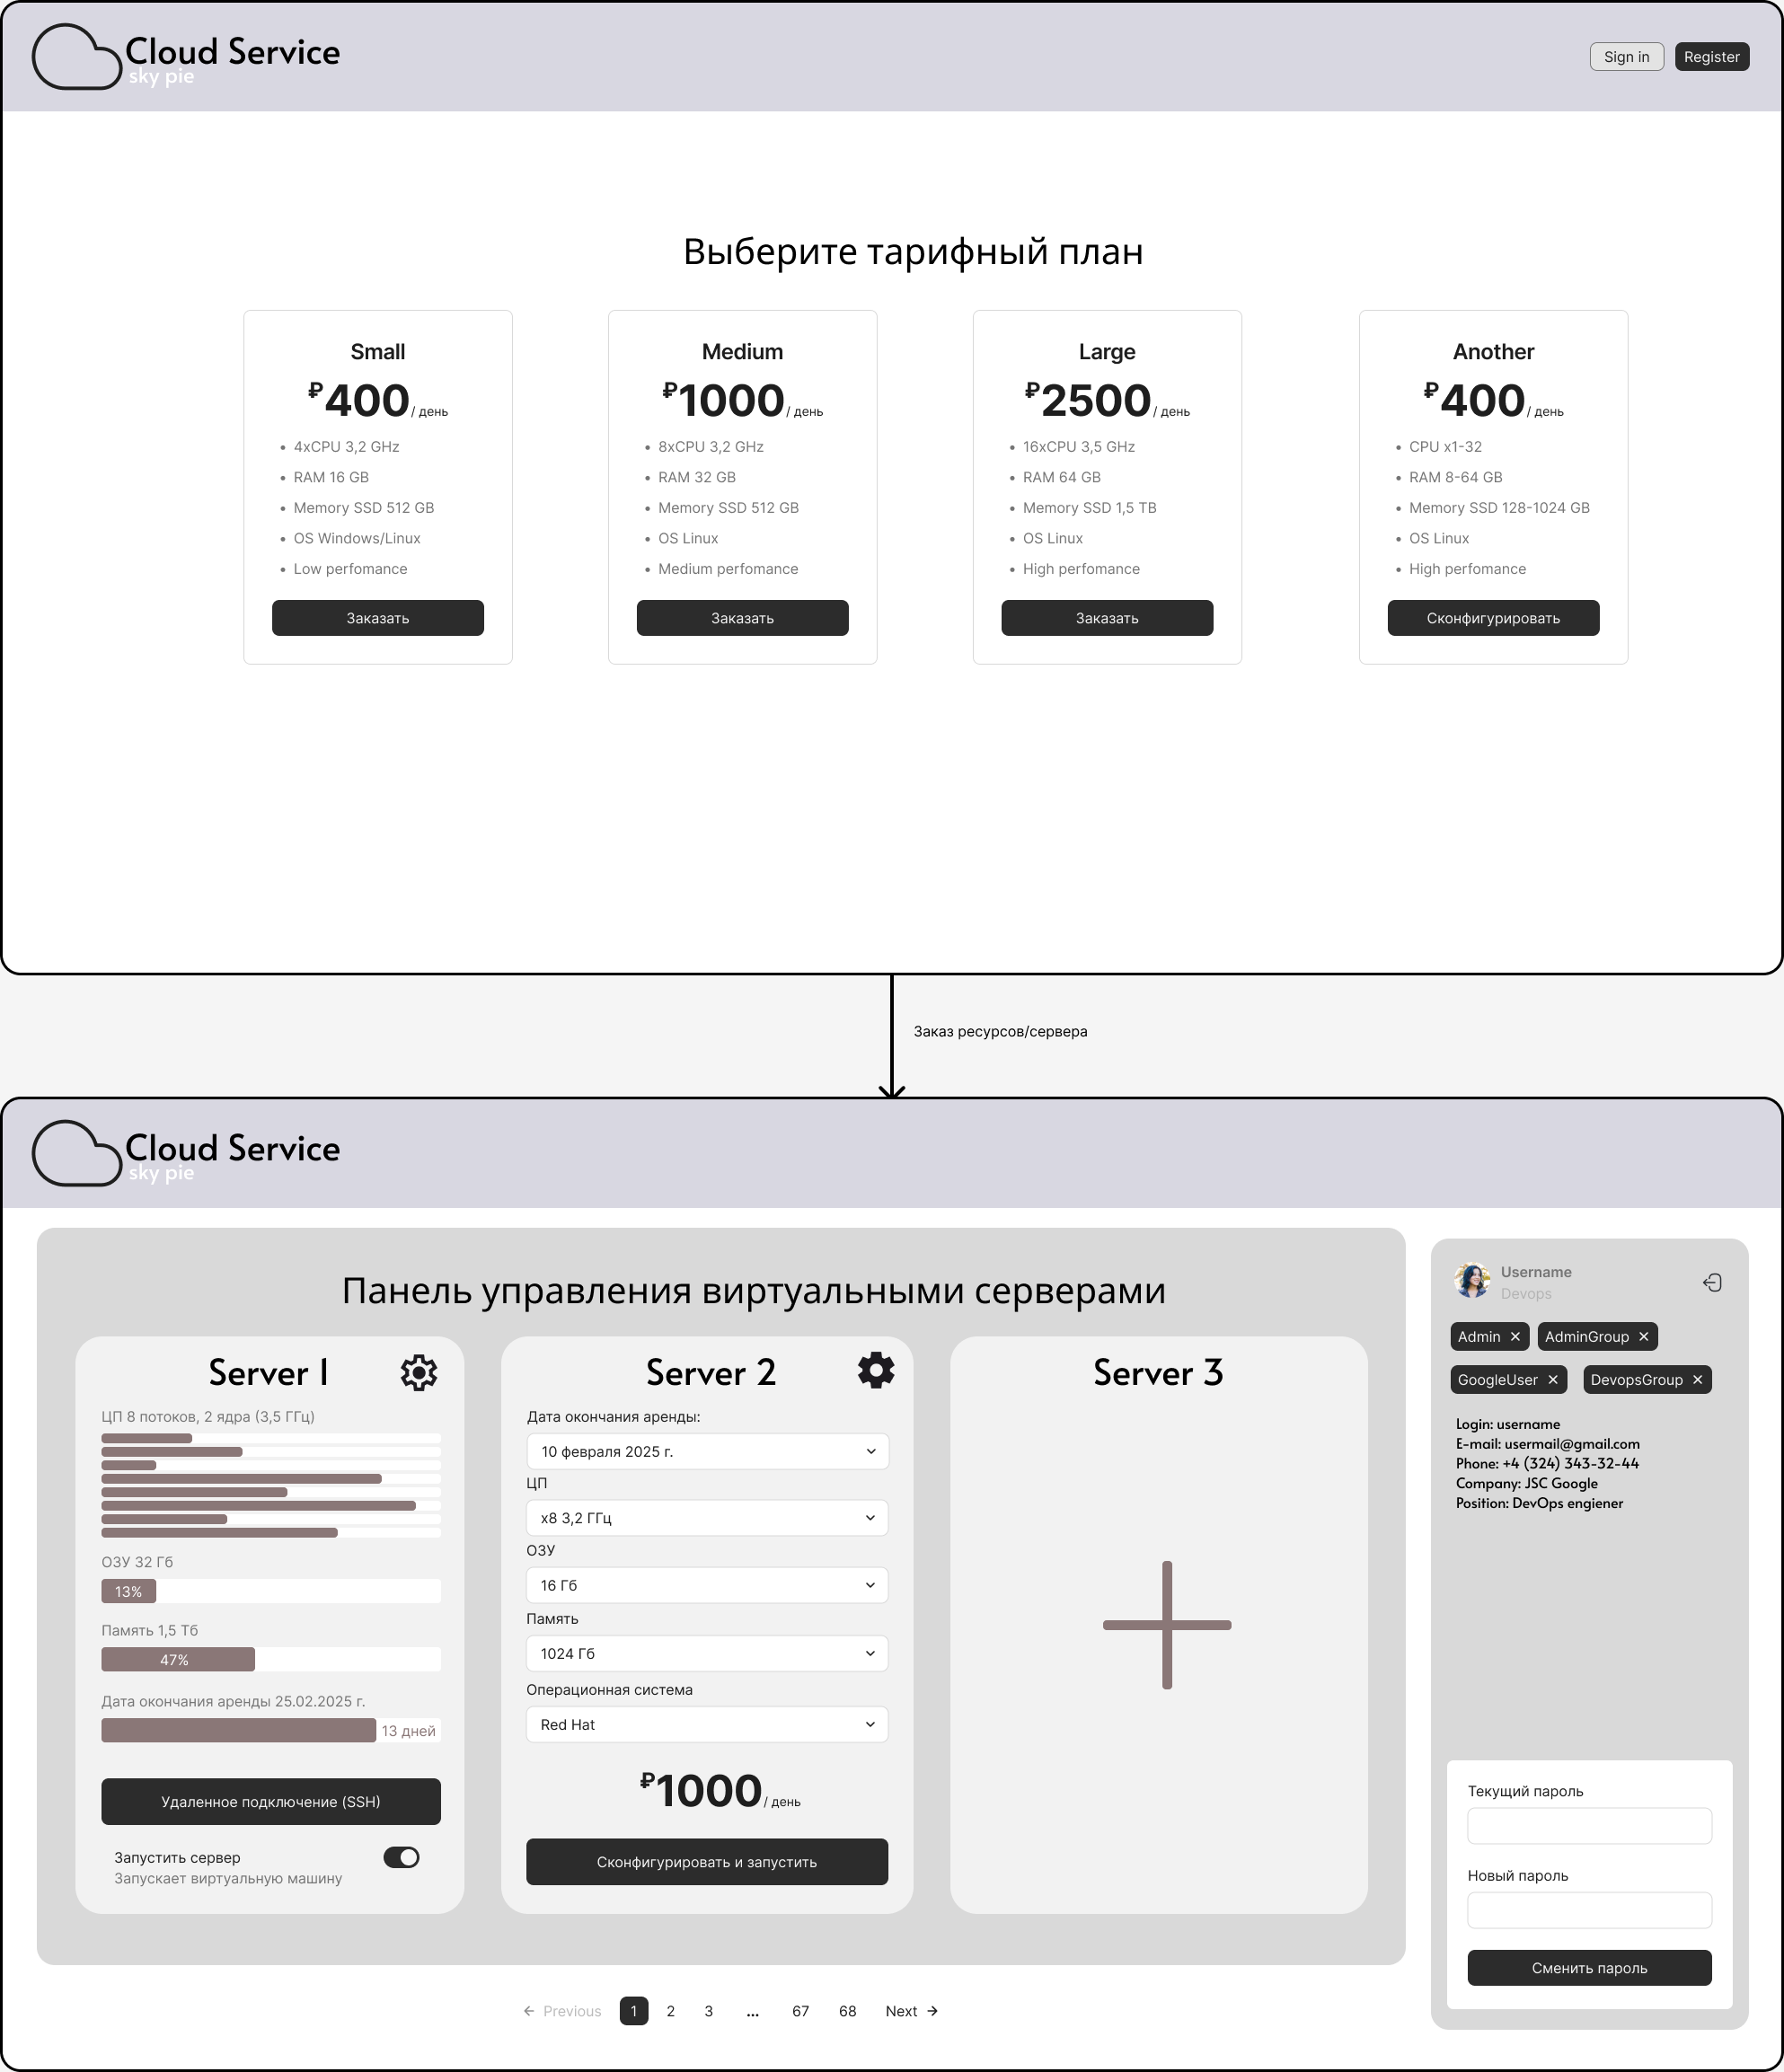 Cloud Service
sky pie
Sign in
Register
Выберите тарифный план
Small
₽400 / день
4xCPU 3,2 GHz
RAM 16 GB
Memory SSD 512 GB
OS Windows/Linux
Low perfomance
Заказать
Medium
₽1000 / день
8xCPU 3,2 GHz
RAM 32 GB
Memory SSD 512 GB
OS Linux
Medium perfomance
Заказать
Large
₽2500 / день
16xCPU 3,5 GHz
RAM 64 GB
Memory SSD 1,5 TB
OS Linux
High perfomance
Заказать
Another
₽400 / день
CPU x1-32
RAM 8-64 GB
Memory SSD 128-1024 GB
OS Linux
High perfomance
Сконфигурировать
Заказ ресурсов/сервера
Cloud Service
sky pie
Панель управления виртуальными серверами
Server 1
ЦП 8 потоков, 2 ядра (3,5 ГГц)
ОЗУ 32 Гб
13%
Память 1,5 Тб
47%
Дата окончания аренды 25.02.2025 г.
13 дней
Удаленное подключение (SSH)
Запустить сервер
Запускает виртуальную машину
Server 2
Дата окончания аренды:
10 февраля 2025 г.
ЦП
x8 3,2 ГГц
ОЗУ
16 Гб
Память
1024 Гб
Операционная система
Red Hat
₽1000 / день
Сконфигурировать и запустить
Server 3
Username
Devops
Admin
AdminGroup
GoogleUser
DevopsGroup
Login: username
E-mail: usermail@gmail.com
Phone: +4 (324) 343-32-44
Company: JSC Google
Position: DevOps engiener
Текущий пароль
Новый пароль
Сменить пароль
← Previous 1 2 3 ... 67 68 Next →